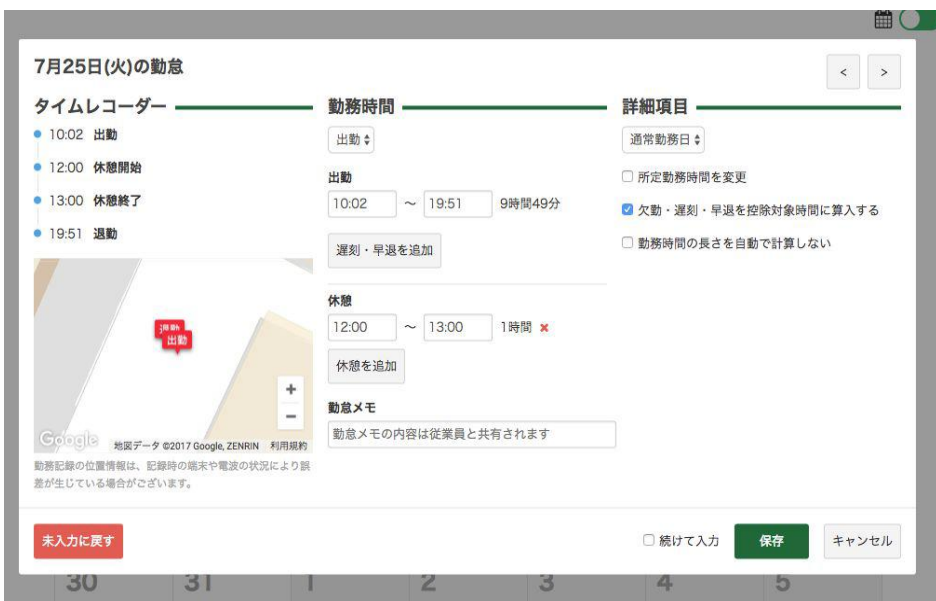 7月25日(火)の勤怠
< >
タイムレコーダー
10:02 出勤
12:00 休憩開始
13:00 休憩終了
19:51 退勤
出勤
Google
地図データ ©2017 Google, ZENRIN 利用規約
+
−
勤務記録の位置情報は、記録時の端末や電波の状況により誤
差が生じている場合がございます。
勤務時間
出勤
出勤
10:02 ～ 19:51 9時間49分
遅刻・早退を追加
休憩
12:00 ～ 13:00 1時間 ×
休憩を追加
勤怠メモ
勤怠メモの内容は従業員と共有されます
詳細項目
通常勤務日
所定勤務時間を変更
欠勤・遅刻・早退を控除対象時間に算入する
勤務時間の長さを自動で計算しない
未入力に戻す
続けて入力 保存 キャンセル
30 31 1 2 3 4 5